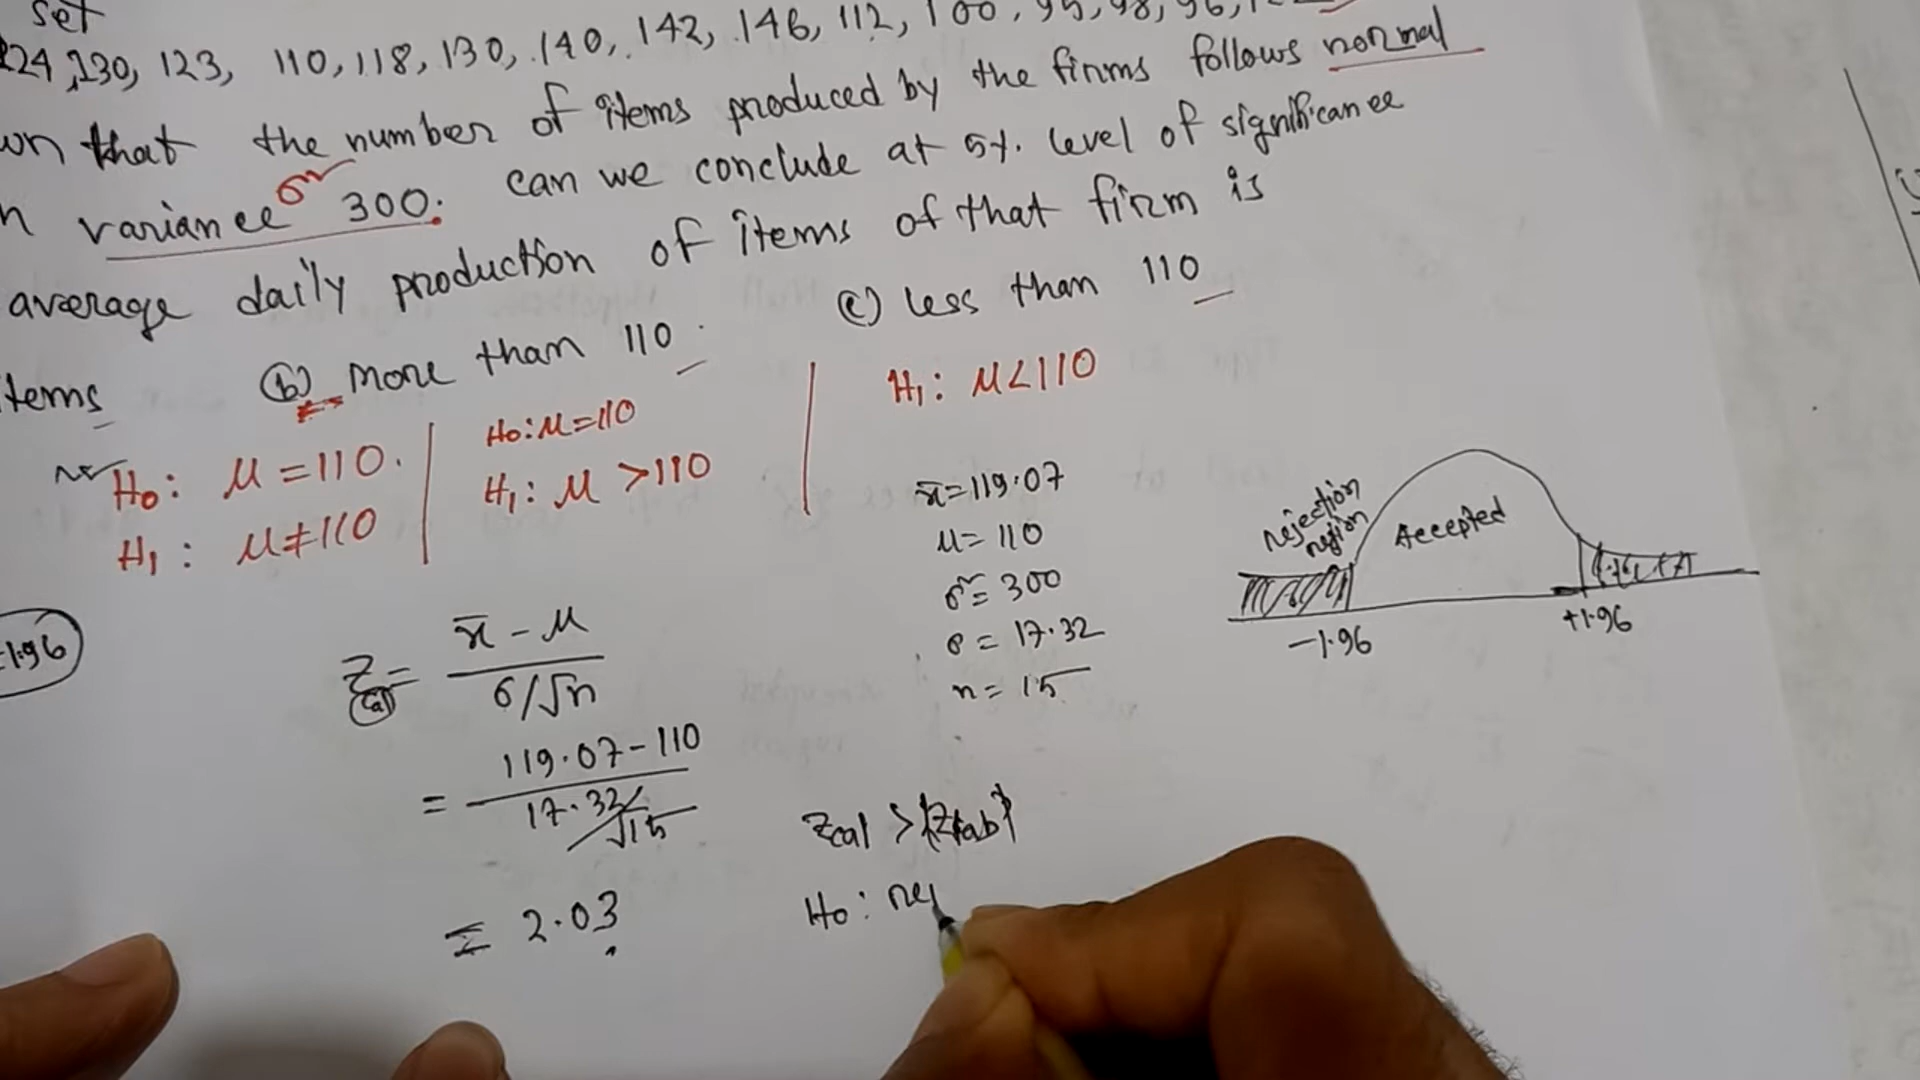 set
124, 130, 123, 110, 118, 130, 140, 142, 146, 112, 100,
that the number of items produced by the firms follows normal
variance σ² 300. can we conclude at 5%. level of significance
average daily production of items of that firm is
items (b) more than 110. (c) less than 110
H₀: μ = 110.
H₁: μ ≠ 110
H₀: μ = 110
H₁: μ > 110
H₁: μ < 110
1.96
Z cal = x̄ - μ / σ/√n
= 119.07 - 110 / 17.32/√15
= 2.03
x̄ = 119.07
μ = 110
σ² = 300
σ = 17.32
n = 15
Zcal > |Ztab|
H₀: rej
rejection
region
Accepted
-1.96
+1.96